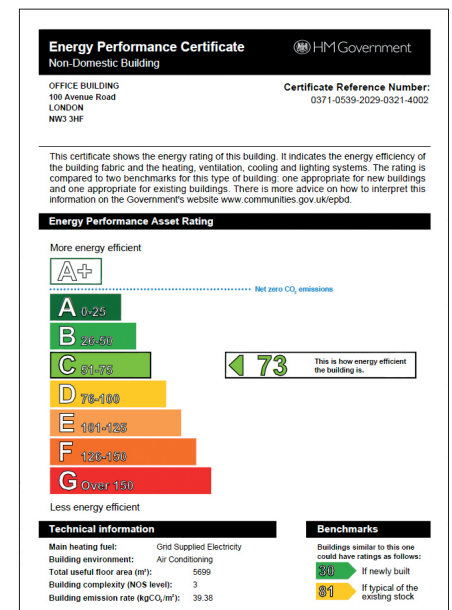 Energy Performance Certificate
HM Government
Non-Domestic Building
OFFICE BUILDING
100 Avenue Road
LONDON
NW3 3HF
Certificate Reference Number:
0371-0539-2029-0321-4002
This certificate shows the energy rating of this building. It indicates the energy efficiency of
the building fabric and the heating, ventilation, cooling and lighting systems. The rating is
compared to two benchmarks for this type of building: one appropriate for new buildings
and one appropriate for existing buildings. There is more advice on how to interpret this
information on the Government's website www.communities.gov.uk/epbd.
Energy Performance Asset Rating
More energy efficient
A+
Net zero CO₂ emissions
A 0-25
B 26-50
C 51-75
73
This is how energy efficient
the building is.
D 76-100
E 101-125
F 126-150
G Over 150
Less energy efficient
Technical information
Main heating fuel: Grid Supplied Electricity
Building environment: Air Conditioning
Total useful floor area (m²): 5699
Building complexity (NOS level): 3
Building emission rate (kgCO₂/m²): 39.38
Benchmarks
Buildings similar to this one
could have ratings as follows:
30 If newly built
81 If typical of the
existing stock